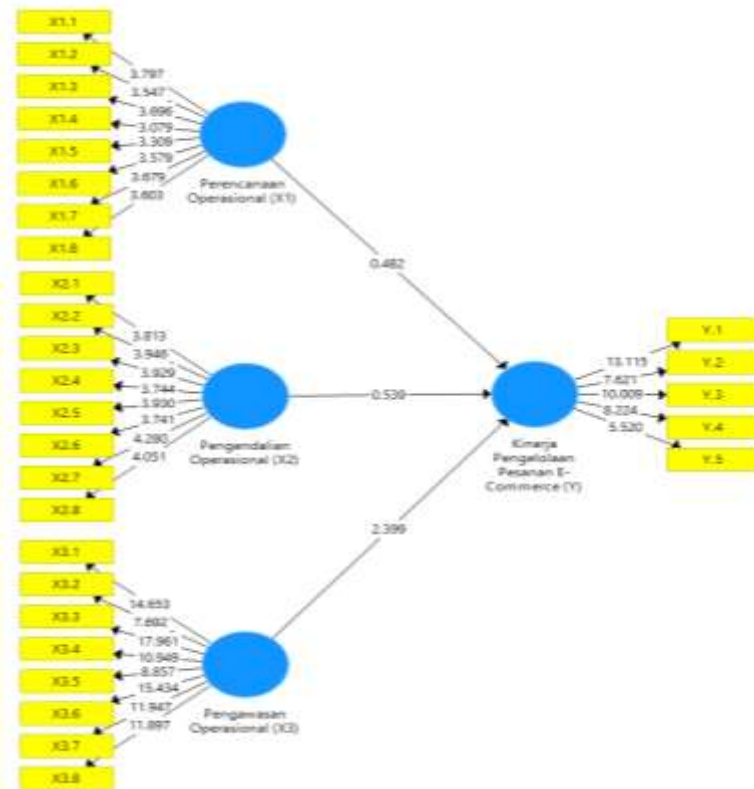 X1.1
X1.2
X1.3
X1.4
X1.5
X1.6
X1.7
X1.8
3.797
3.547
3.696
3.079
3.309
3.579
3.679
3.603
Perencanaan
Operasional (X1)
0.482
X2.1
X2.2
X2.3
X2.4
X2.5
X2.6
X2.7
X2.8
3.813
3.946
3.929
3.744
3.930
3.741
4.280
4.051
Pengendalian
Operasional (X2)
0.539
X3.1
X3.2
X3.3
X3.4
X3.5
X3.6
X3.7
X3.8
14.653
7.692
17.961
10.949
8.857
15.434
11.947
11.897
Pengawasan
Operasional (X3)
2.399
Kinerja
Pengelolaan
Pesanan E-
Commerce (Y)
13.115
7.621
10.009
8.224
5.520
Y.1
Y.2
Y.3
Y.4
Y.5